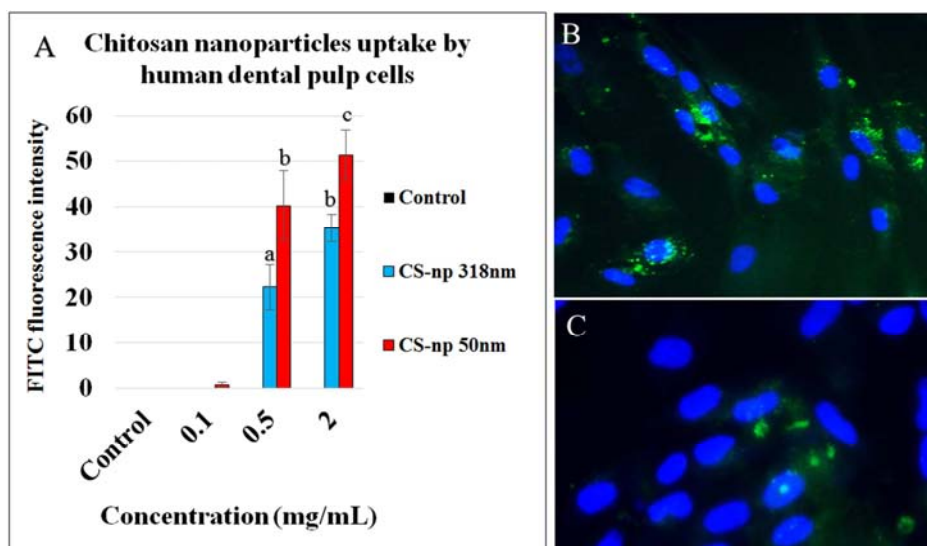 A
Chitosan nanoparticles uptake by
human dental pulp cells
60
50
40
30
20
10
0
FITC fluorescence intensity
a
b
b
c
Control
0.1
0.5
2
Concentration (mg/mL)
Control
CS-np 318nm
CS-np 50nm
B
C